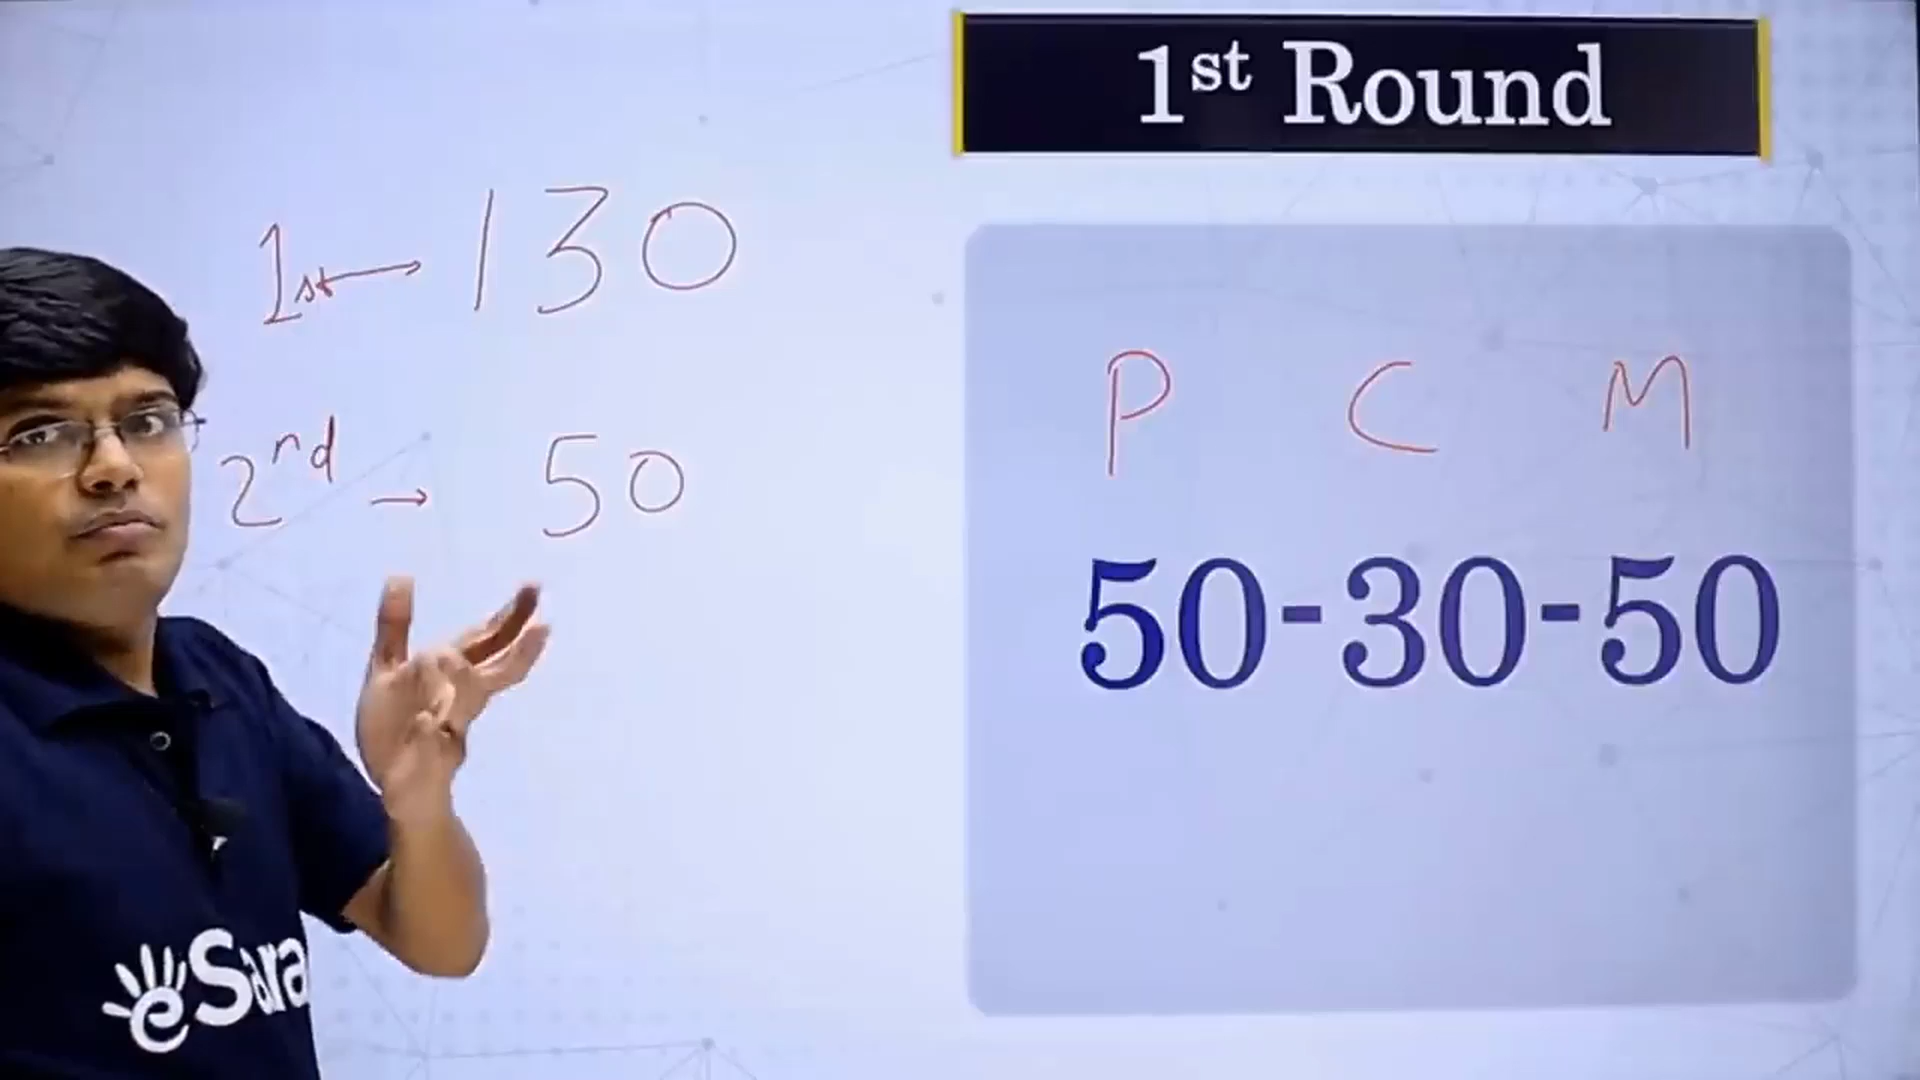 1st Round
1st → 130
2nd → 50
P C M
50-30-50
eSara